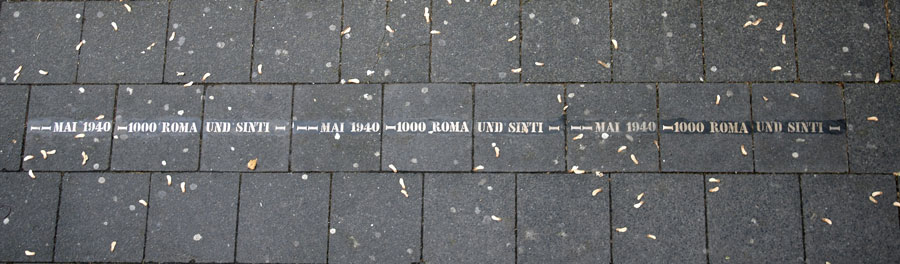 MAI 1940 – 1000 ROMA UND SINTI – MAI 1940 – 1000 ROMA UND SINTI – MAI 1940 – 1000 ROMA UND SINTI –